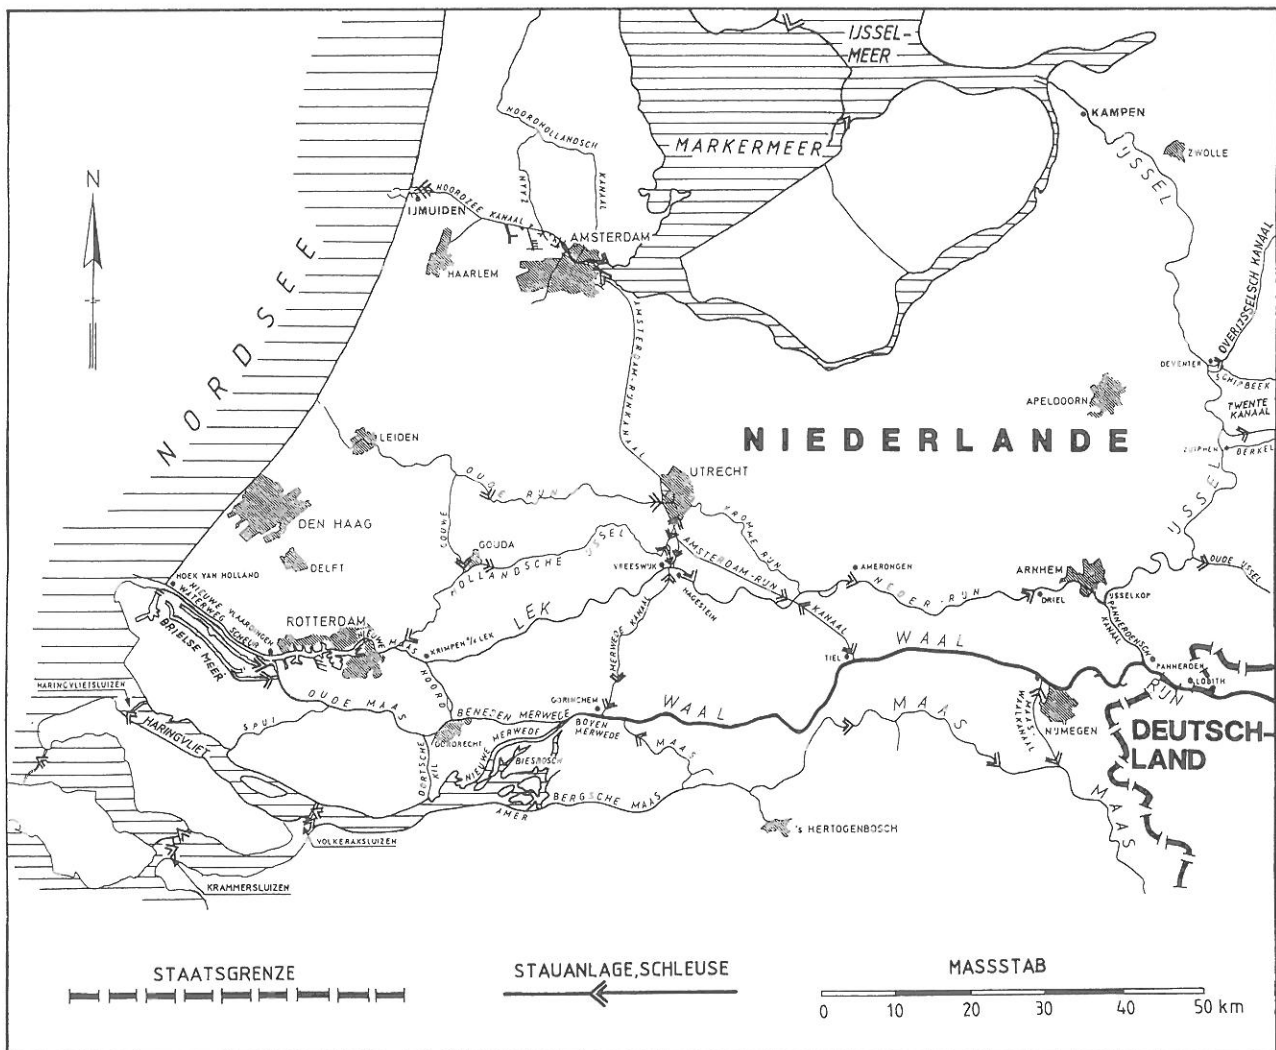 IJSSEL-
MEER
KAMPEN
ZWOLLE
IJSSEL
MARKERMEER
NOORDHOLLANDSCH
KANAAL
N
NOORDZEE KANAAL
IJMUIDEN
AMSTERDAM
HAARLEM
NORDSEE
AMSTERDAM-RIJNKANAAL
OVERIJSSELSCH KANAAL
DEVENTER
SCHIPBEEK
APELDOORN
TWENTE
KANAAL
LEIDEN
NIEDERLANDE
ZUTPHEN
BERKEL
UTRECHT
OUDE RIJN
IJSSEL
DEN HAAG
GOUWE
KROMME RIJN
GOUDA
HOLLANDSCHE IJSSEL
DELFT
VREESWIJK
AMSTERDAM-RIJN
KANAAL
AMERONGEN
ARNHEM
OUDE IJSSEL
HOEK VAN HOLLAND
HAGESTEIN
NEDER-RIJN
DRIEL
IJSSELKOP
PANNERDENSCH
KANAAL
NIEUWE
WATERWEG
VLAARDINGEN
SCHEUR
ROTTERDAM
NIEUWE MAAS
LEK
KRIMPEN a/d LEK
MERWEDE KANAAL
BRIELSE MEER
WAAL
TIEL
PANNERDEN
LOBITH
RIJN
HARINGVLIETSLUIZEN
OUDE MAAS
NOORD
GORINCHEM
WAAL
MAAS
MAAS-
WAALKANAAL
NIJMEGEN
HARINGVLIET
SPUI
BENEDEN MERWEDE
BOVEN
MERWEDE
DORDRECHT
NIEUWE MERWEDE
MAAS
DEUTSCH-
LAND
BIESBOSCH
DORTSCHE
KIL
BERGSCHE MAAS
AMER
MAAS
's HERTOGENBOSCH
VOLKERAKSLUIZEN
KRAMMERSLUIZEN
STAATSGRENZE
STAUANLAGE,SCHLEUSE
MASSSTAB
0 10 20 30 40 50 km